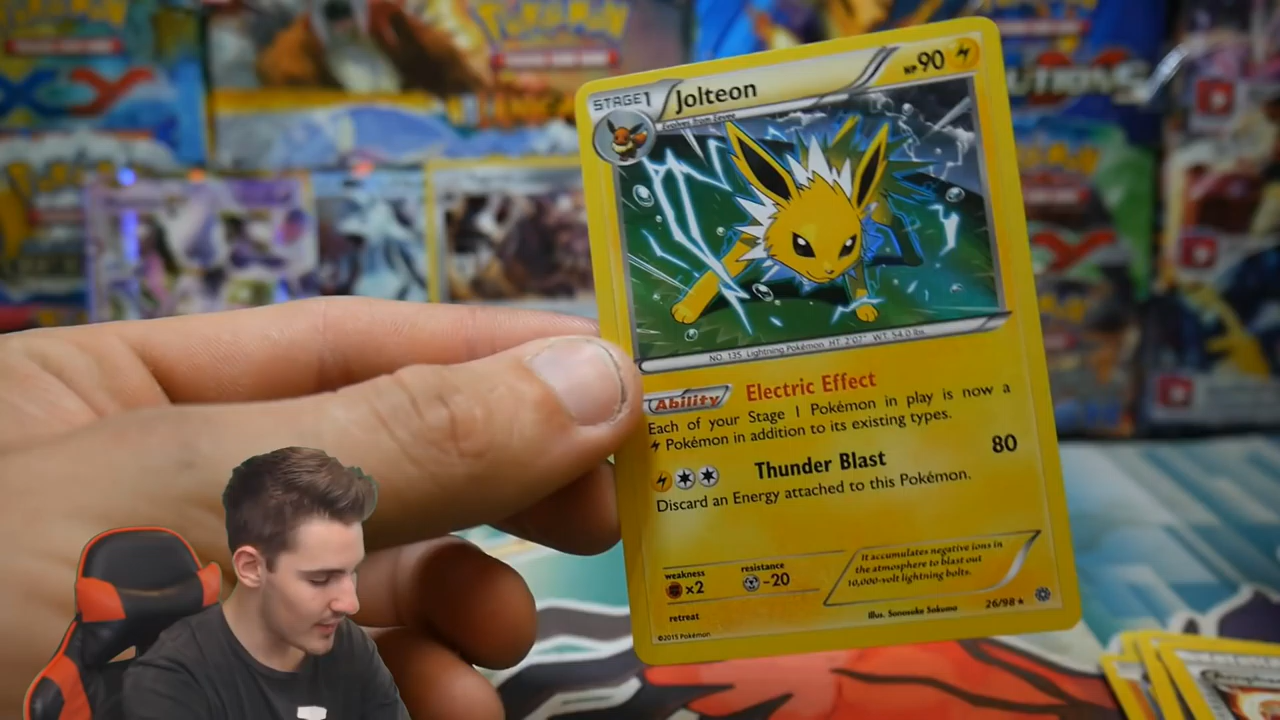 POKÉMON
STAGE1 Jolteon HP90
Evolves from Eevee
NO. 135 Lightning Pokémon HT. 2'07" WT. 54.0 lbs.
Ability Electric Effect
Each of your Stage 1 Pokémon in play is now a
Pokémon in addition to its existing types.
Thunder Blast 80
Discard an Energy attached to this Pokémon.
weakness
×2
resistance
-20
retreat
It accumulates negative ions in
the atmosphere to blast out
10,000-volt lightning bolts.
Illus. Sonosuke Sakuma 26/98
©2015 Pokémon